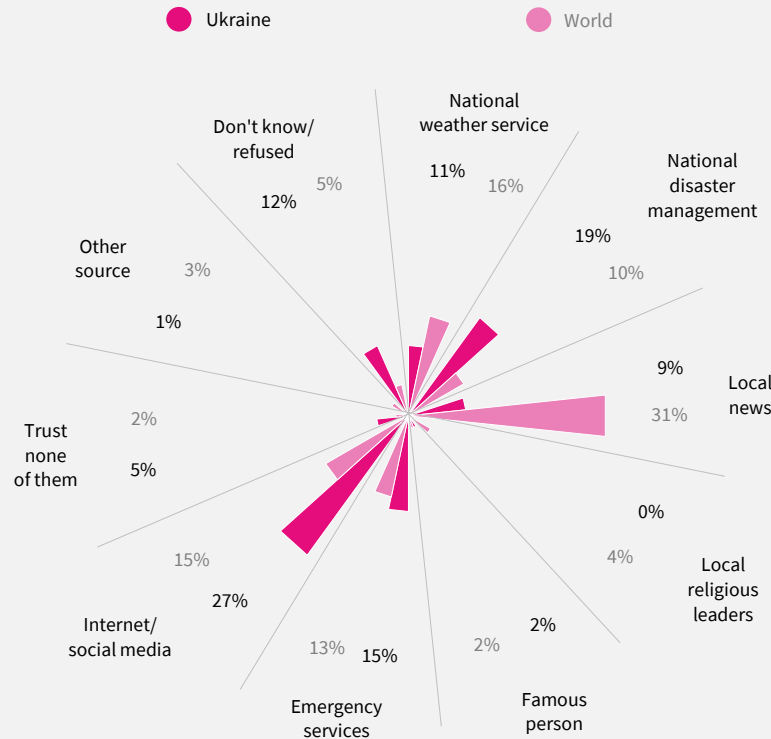 Ukraine
World
National
weather service
11%
16%
National
disaster
management
19%
10%
Local
news
9%
31%
0%
4%
Local
religious
leaders
2%
2%
Famous
person
15%
13%
Emergency
services
27%
15%
Internet/
social media
2%
5%
Trust
none
of them
Other
source
3%
1%
Don't know/
refused
12%
5%